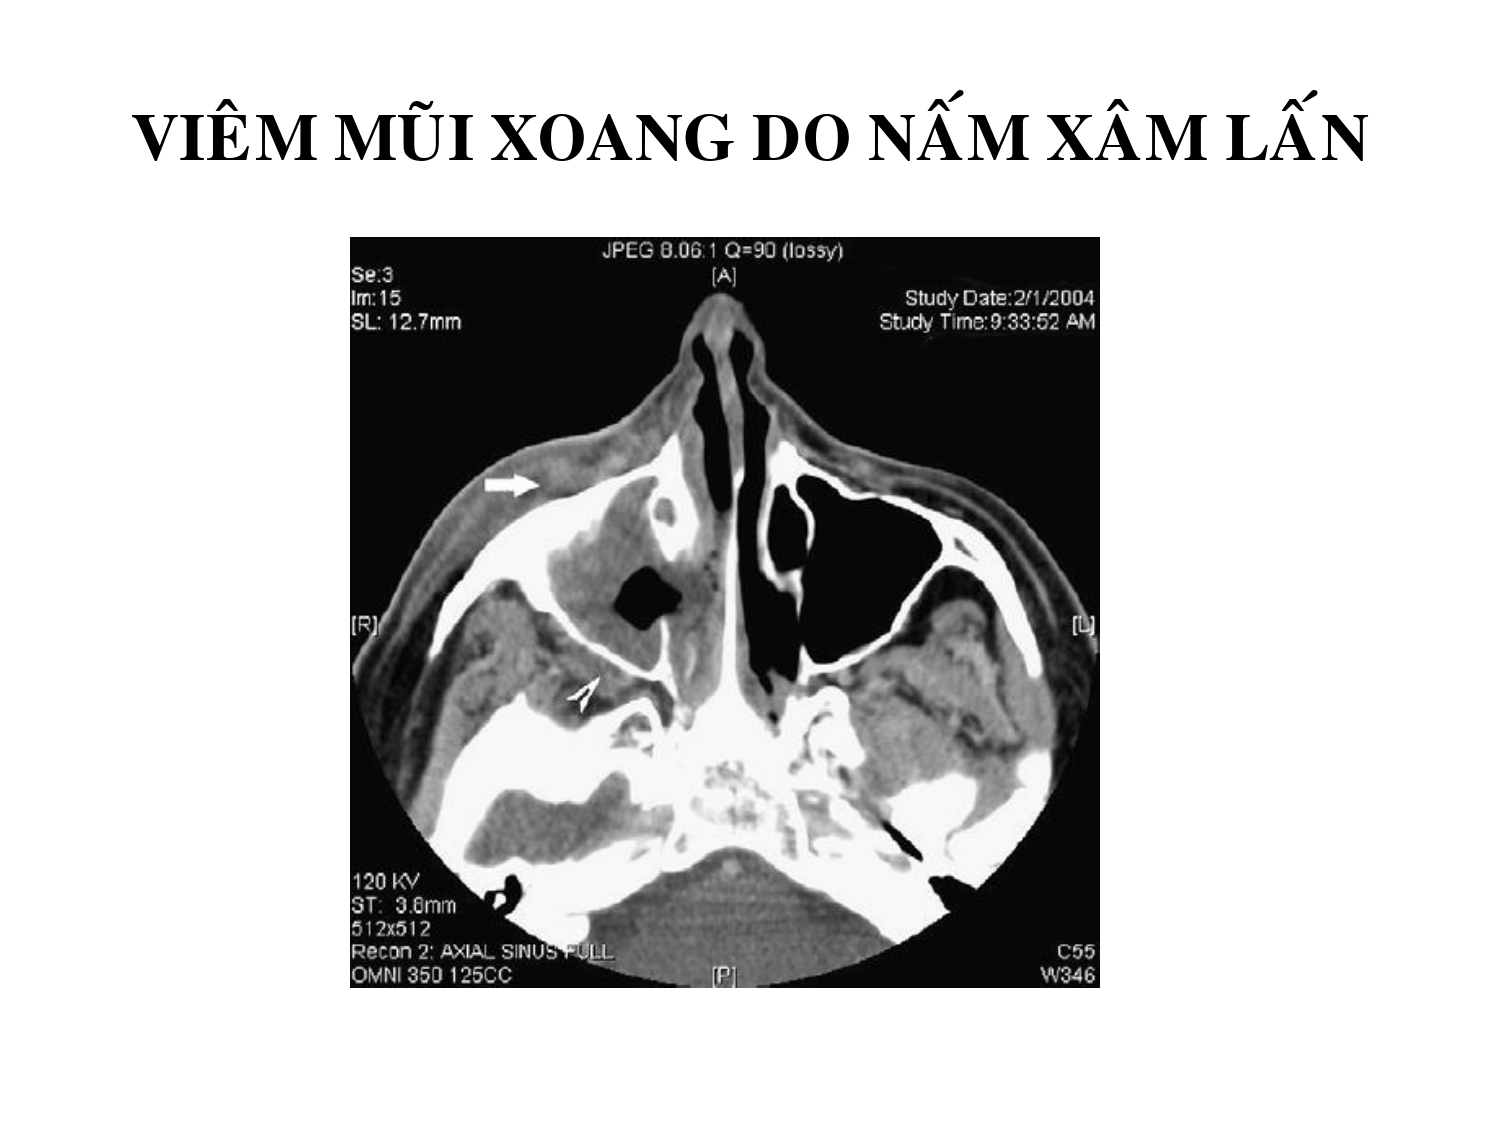 VIÊM MŨI XOANG DO NẤM XÂM LẤN
JPEG 8.06:1 Q=90 (lossy)
[A]
Se:3
Im:15
SL: 12.7mm
Study Date:2/1/2004
Study Time:9:33:52 AM
[R]
[L]
120 KV
ST: 3.8mm
512x512
Recon 2: AXIAL SINUS FULL
OMNI 350 125CC
[P]
C55
W346